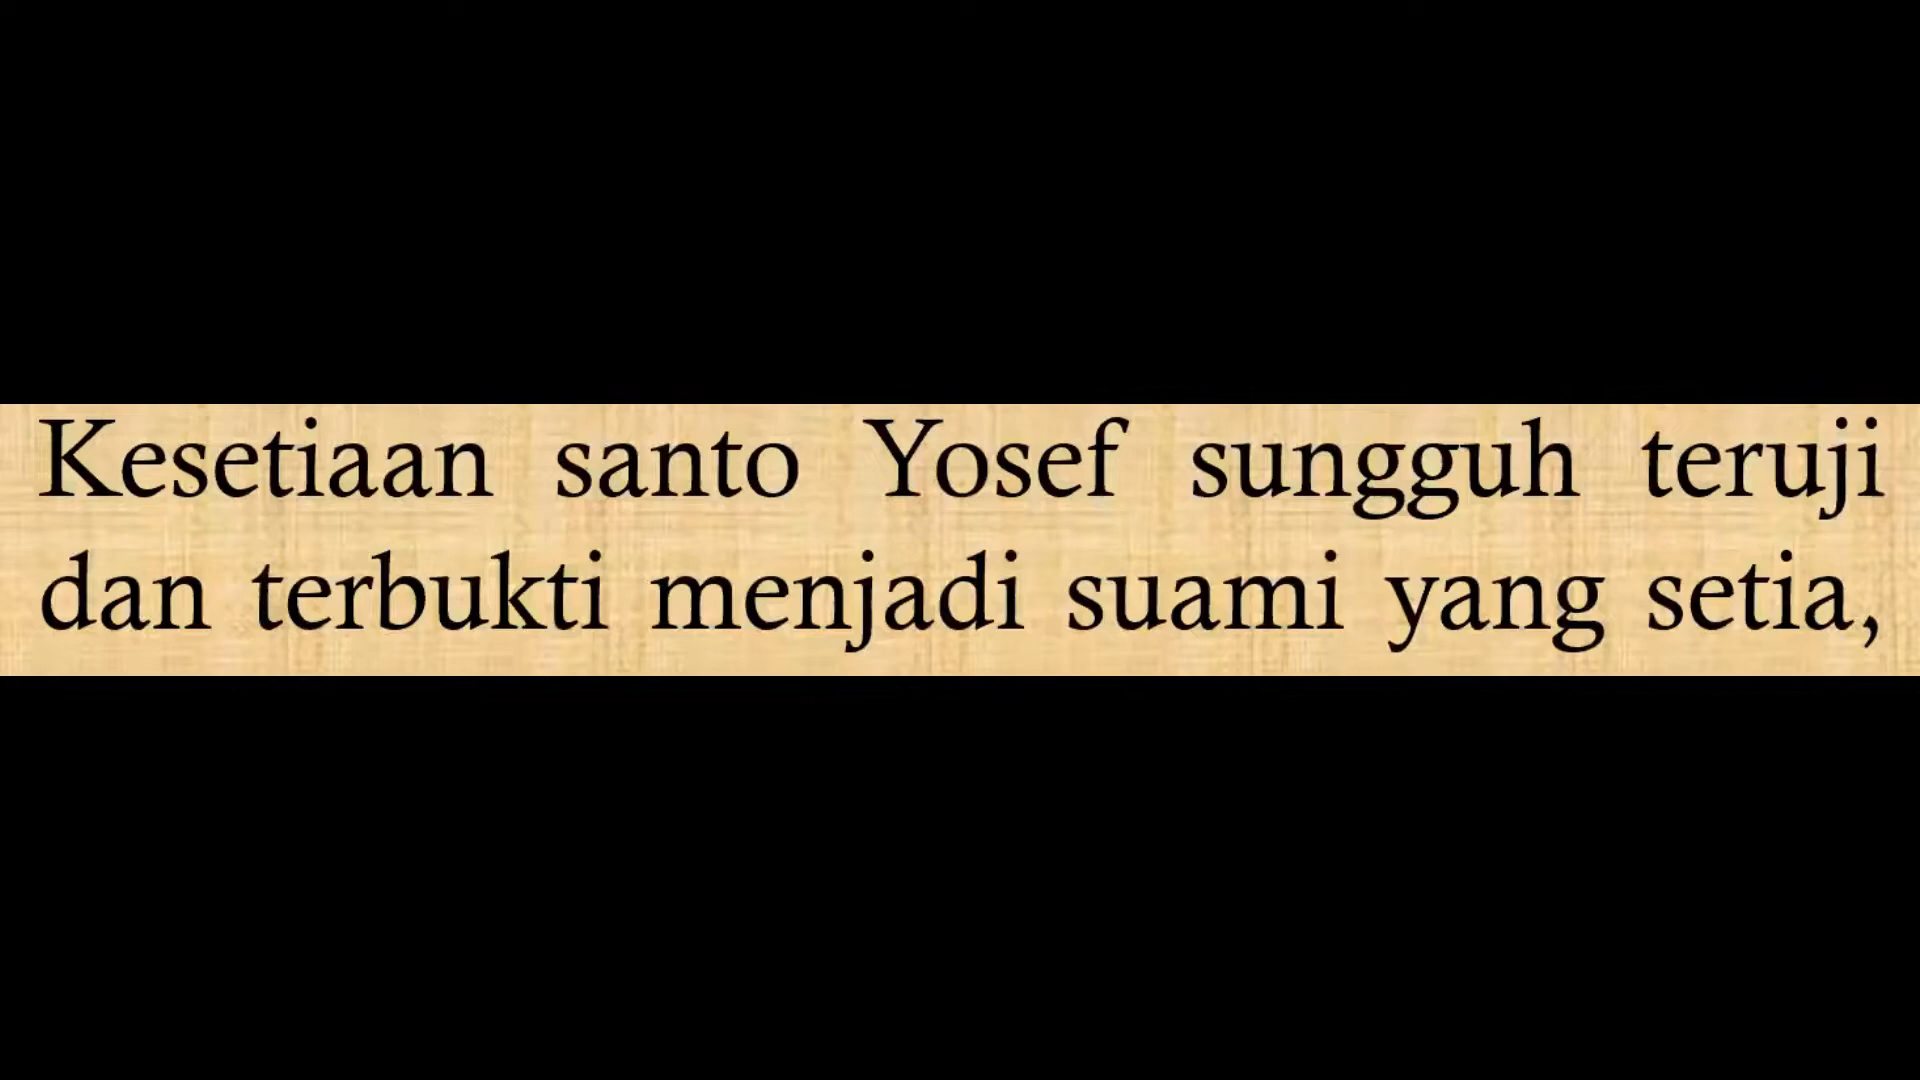 Kesetiaan santo Yosef sungguh teruji
dan terbukti menjadi suami yang setia,